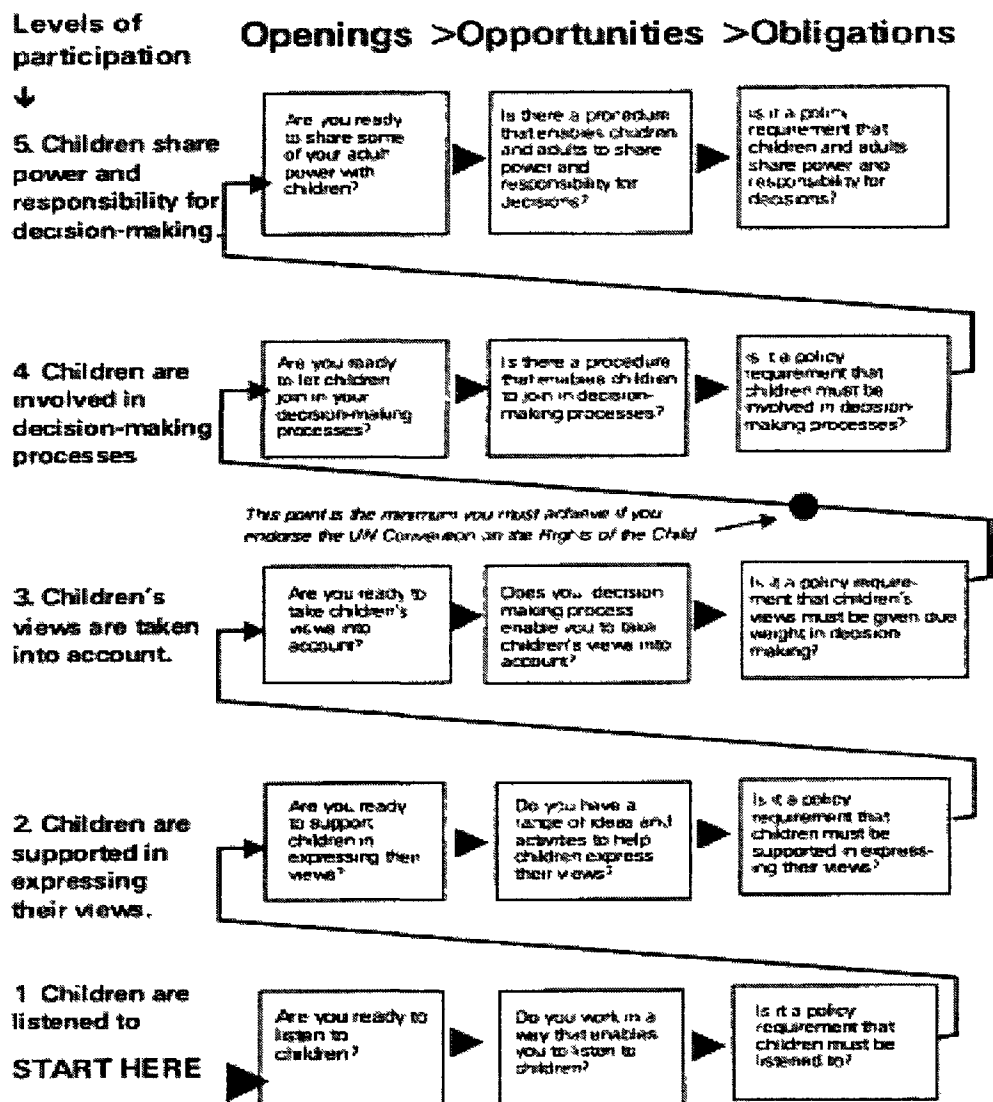 Levels of
participation
Openings >Opportunities >Obligations
5. Children share
power and
responsibility for
decision-making.
Are you ready
to share some
of your adult
power with
children?
Is there a procedure
that enables children
and adults to share
power and
responsibility for
decisions?
Is it a policy
requirement that
children and adults
share power and
responsibility for
decisions?
4 Children are
involved in
decision-making
processes
Are you ready
to let children
join in your
decision-making
processes?
Is there a procedure
that enables children
to join in decision-
making processes?
Is it a policy
requirement that
children must be
involved in decision-
making processes?
This point is the minimum you must achieve if you
endorse the UN Convention on the Rights of the Child
3. Children's
views are taken
into account.
Are you ready to
take children's
views into
account?
Does you decision
making process
enable you to take
children's views into
account?
Is it a policy require-
ment that children's
views must be given due
weight in decision
making?
2. Children are
supported in
expressing
their views.
Are you ready
to support
children in
expressing their
views?
Do you have a
range of ideas and
activities to help
children express
their views?
Is it a policy
requirement that
children must be
supported in express-
ing their views?
1 Children are
listened to
START HERE
Are you ready to
listen to
children?
Do you work in a
way that enables
you to listen to
children?
Is it a policy
requirement that
children must be
listened to?